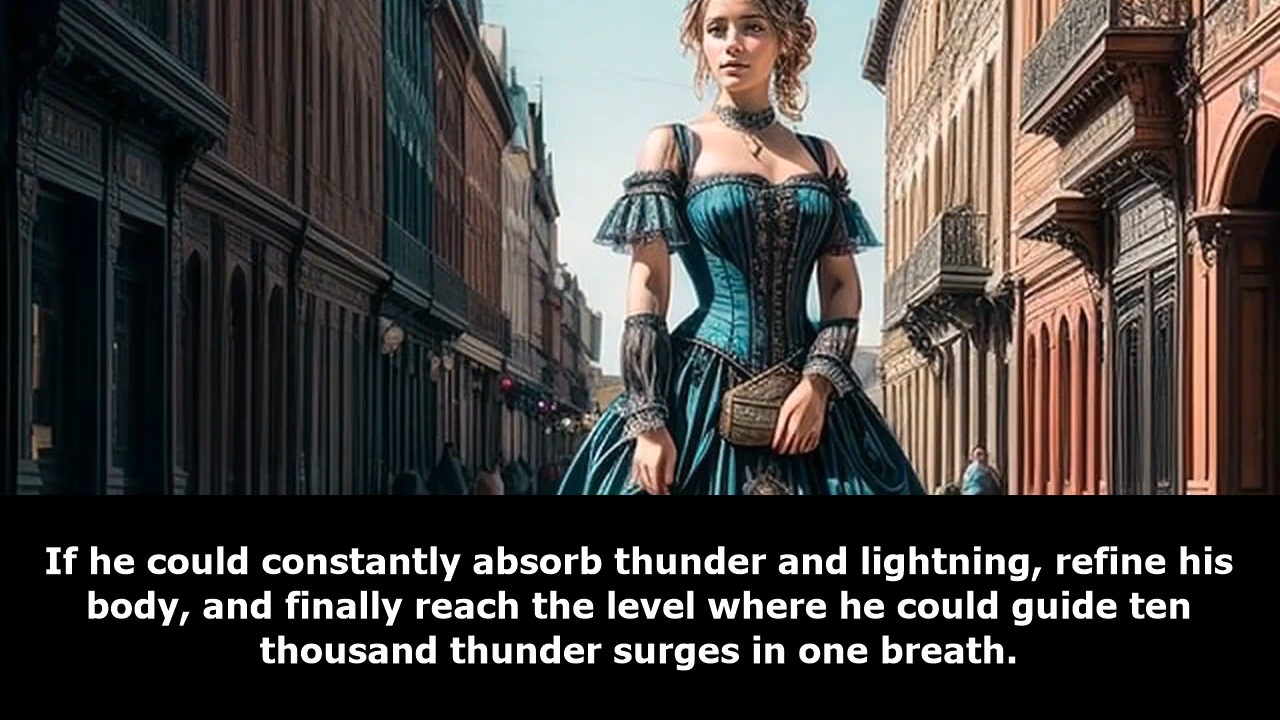 If he could constantly absorb thunder and lightning, refine his
body, and finally reach the level where he could guide ten
thousand thunder surges in one breath.